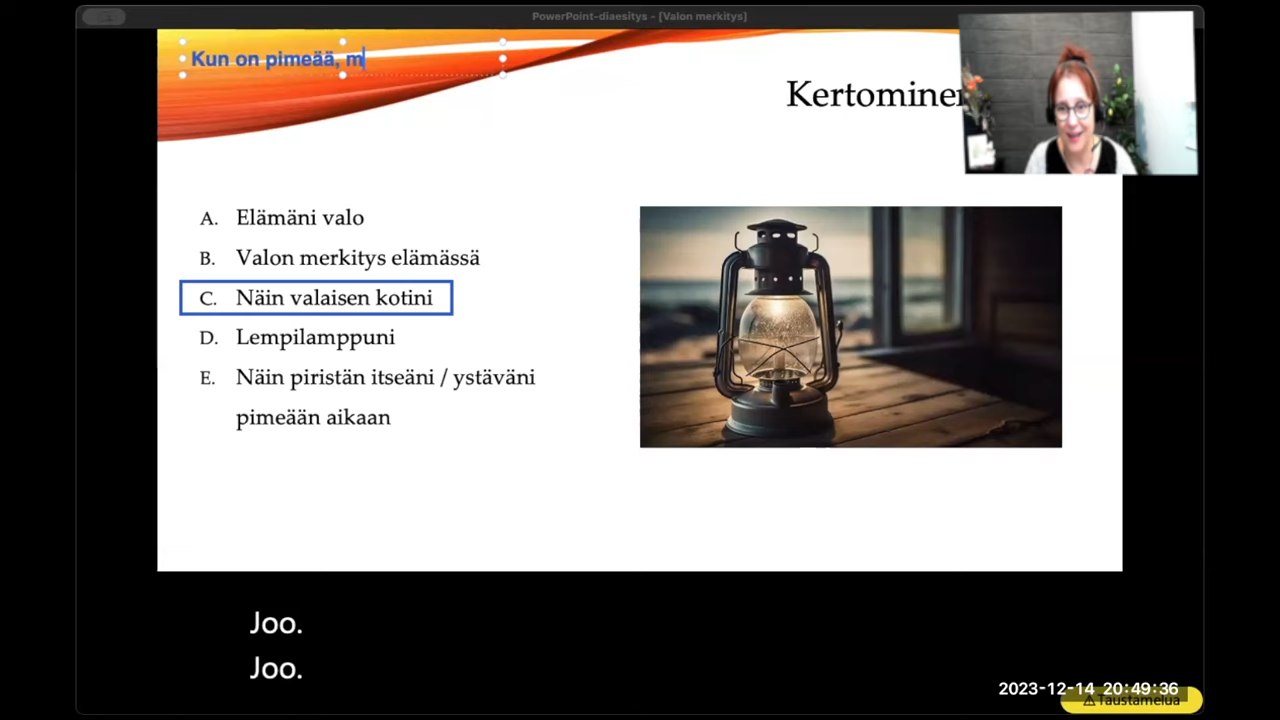 PowerPoint-diaesitys - [Valon merkitys]
Kun on pimeää, m
A. Elämäni valo
B. Valon merkitys elämässä
C. Näin valaisen kotini
D. Lempilamppuni
E. Näin piristän itseäni / ystäväni
pimeään aikaan
Joo.
Joo.
2023-12-14 20:49:36
Taustamelua